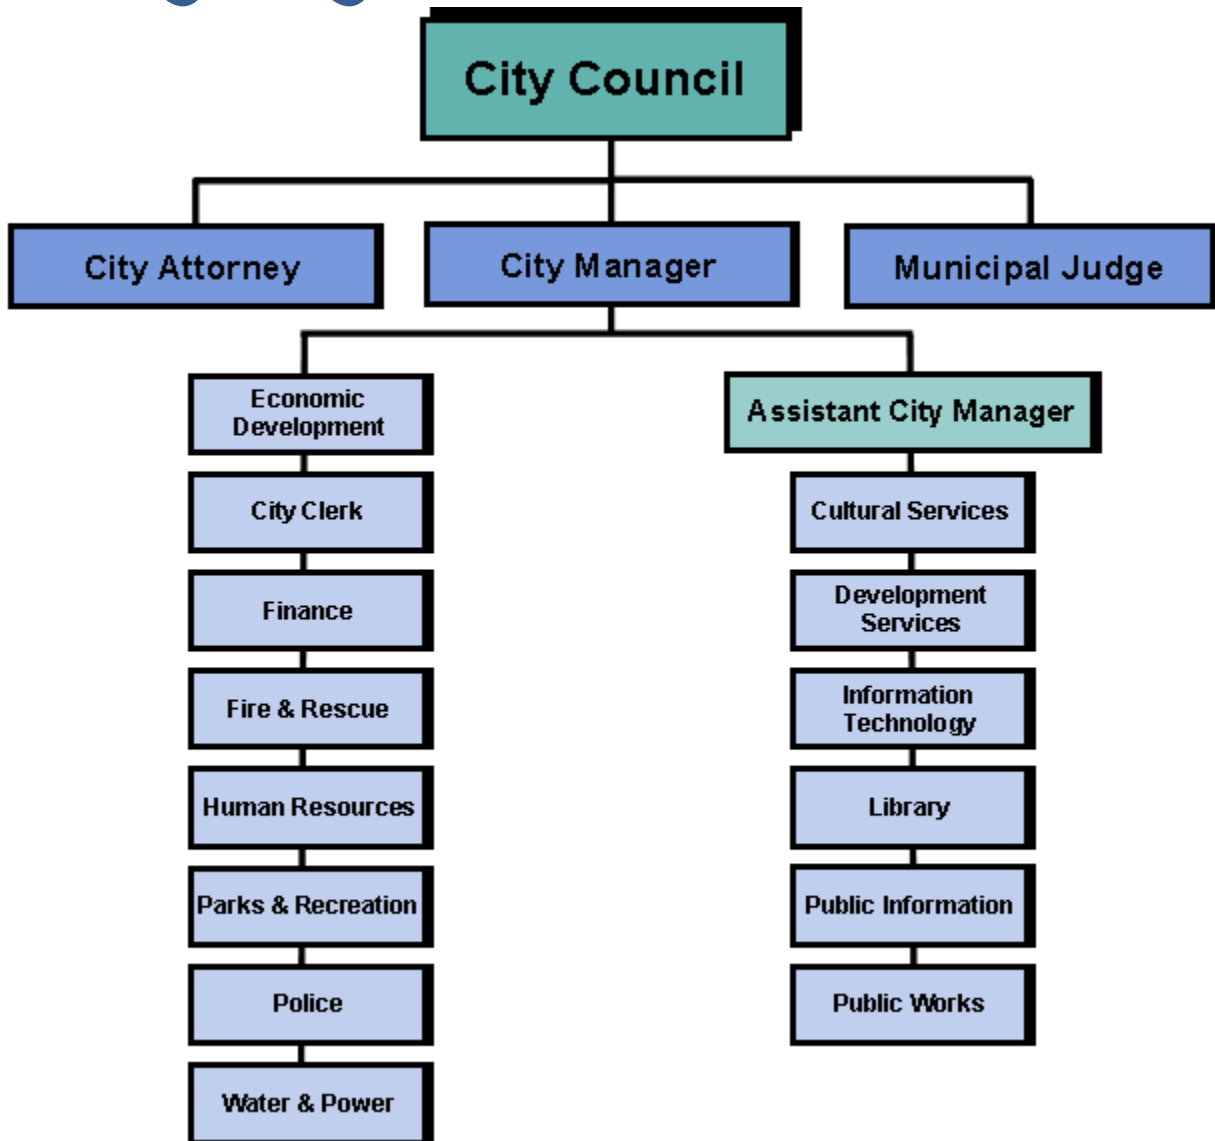 City Council
City Attorney
City Manager
Municipal Judge
Economic
Development
Assistant City Manager
City Clerk
Cultural Services
Finance
Development
Services
Fire & Rescue
Information
Technology
Human Resources
Library
Parks & Recreation
Public Information
Police
Public Works
Water & Power